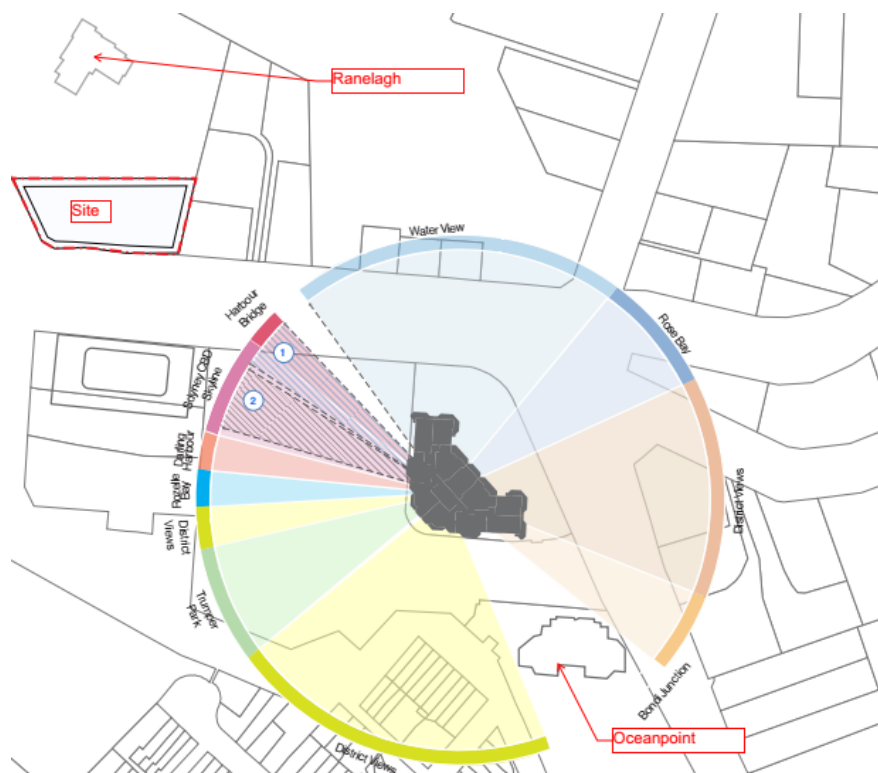 Ranelagh
Site
Water View
Harbour
Bridge
Rose Bay
1
Sdyney CBD
Skyline
2
Darling
Harbour
Rozelle
Bay
District
Views
District Views
Trumper
Park
Bondi Junction
Oceanpoint
District Views